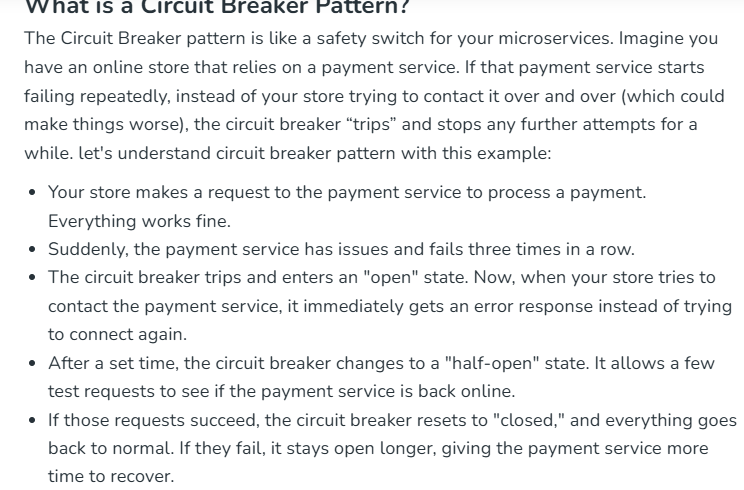 What is a Circuit Breaker Pattern?
The Circuit Breaker pattern is like a safety switch for your microservices. Imagine you
have an online store that relies on a payment service. If that payment service starts
failing repeatedly, instead of your store trying to contact it over and over (which could
make things worse), the circuit breaker “trips” and stops any further attempts for a
while. let's understand circuit breaker pattern with this example:
• Your store makes a request to the payment service to process a payment.
Everything works fine.
• Suddenly, the payment service has issues and fails three times in a row.
• The circuit breaker trips and enters an "open" state. Now, when your store tries to
contact the payment service, it immediately gets an error response instead of trying
to connect again.
• After a set time, the circuit breaker changes to a "half-open" state. It allows a few
test requests to see if the payment service is back online.
• If those requests succeed, the circuit breaker resets to "closed," and everything goes
back to normal. If they fail, it stays open longer, giving the payment service more
time to recover.